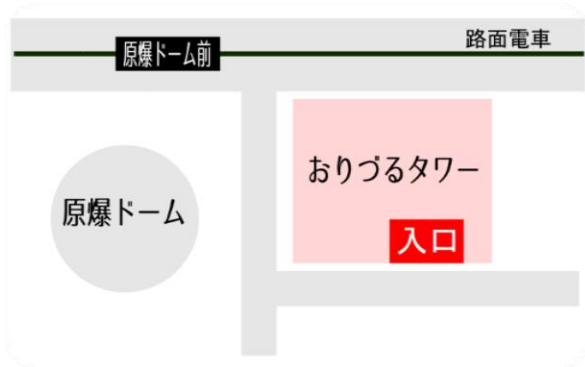 路面電車
原爆ドーム前
おりづるタワー
原爆ドーム
入口